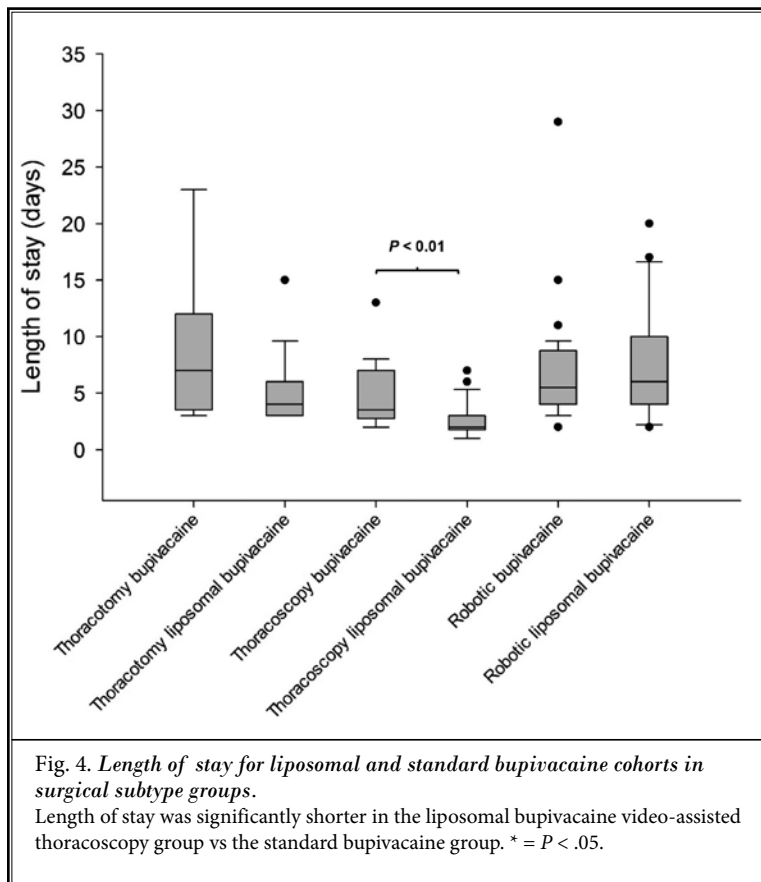 35
30
25
20
15
10
5
0
Length of stay (days)
P < 0.01
Thoracotomy bupivacaine
Thoracotomy liposomal bupivacaine
Thoracoscopy bupivacaine
Thoracoscopy liposomal bupivacaine
Robotic bupivacaine
Robotic liposomal bupivacaine
Fig. 4. Length of stay for liposomal and standard bupivacaine cohorts in
surgical subtype groups.
Length of stay was significantly shorter in the liposomal bupivacaine video-assisted
thoracoscopy group vs the standard bupivacaine group. * = P < .05.